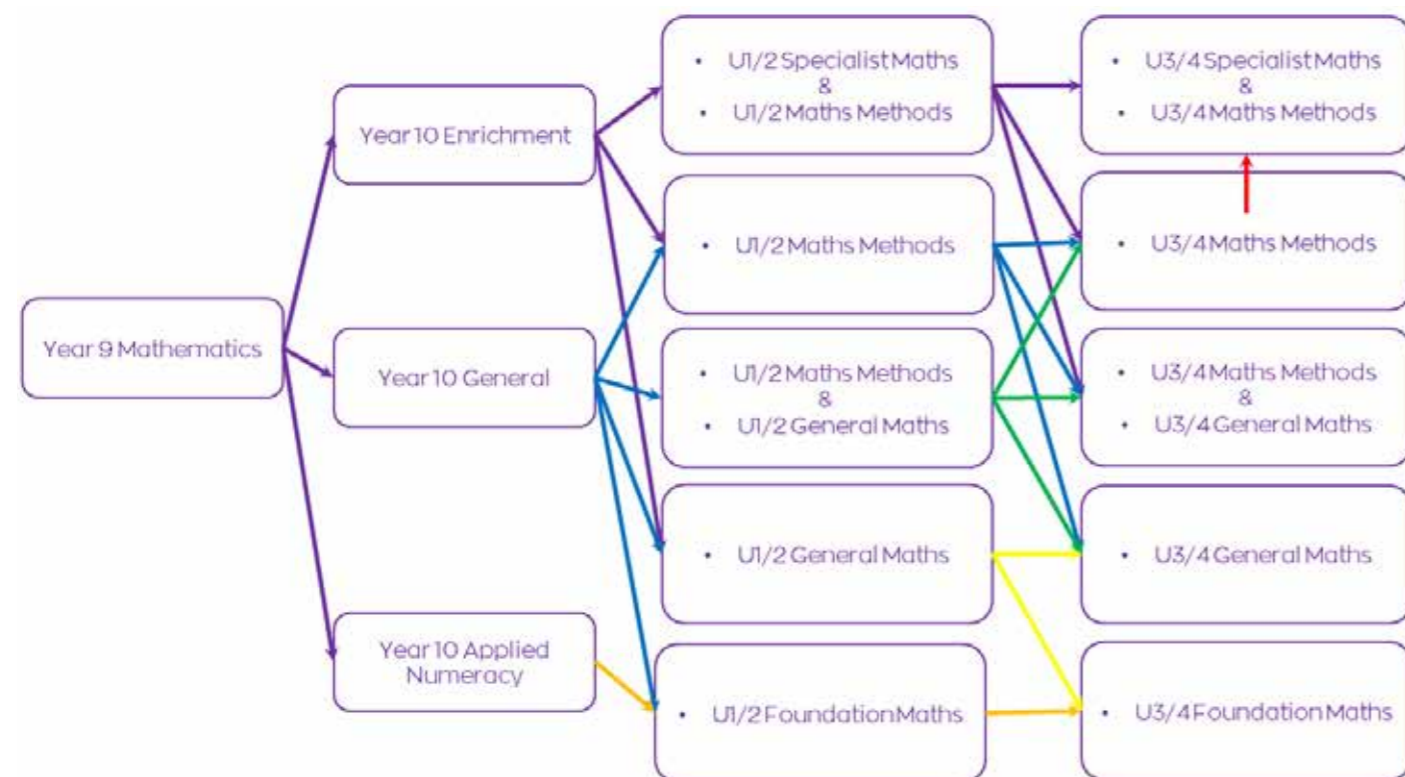 Year 9 Mathematics
Year 10 Enrichment
Year 10 General
Year 10 Applied
Numeracy
• U1/2 Specialist Maths
&
• U1/2 Maths Methods
• U1/2 Maths Methods
• U1/2 Maths Methods
&
• U1/2 General Maths
• U1/2 General Maths
• U1/2 Foundation Maths
• U3/4 Specialist Maths
&
• U3/4 Maths Methods
• U3/4 Maths Methods
• U3/4 Maths Methods
&
• U3/4 General Maths
• U3/4 General Maths
• U3/4 Foundation Maths